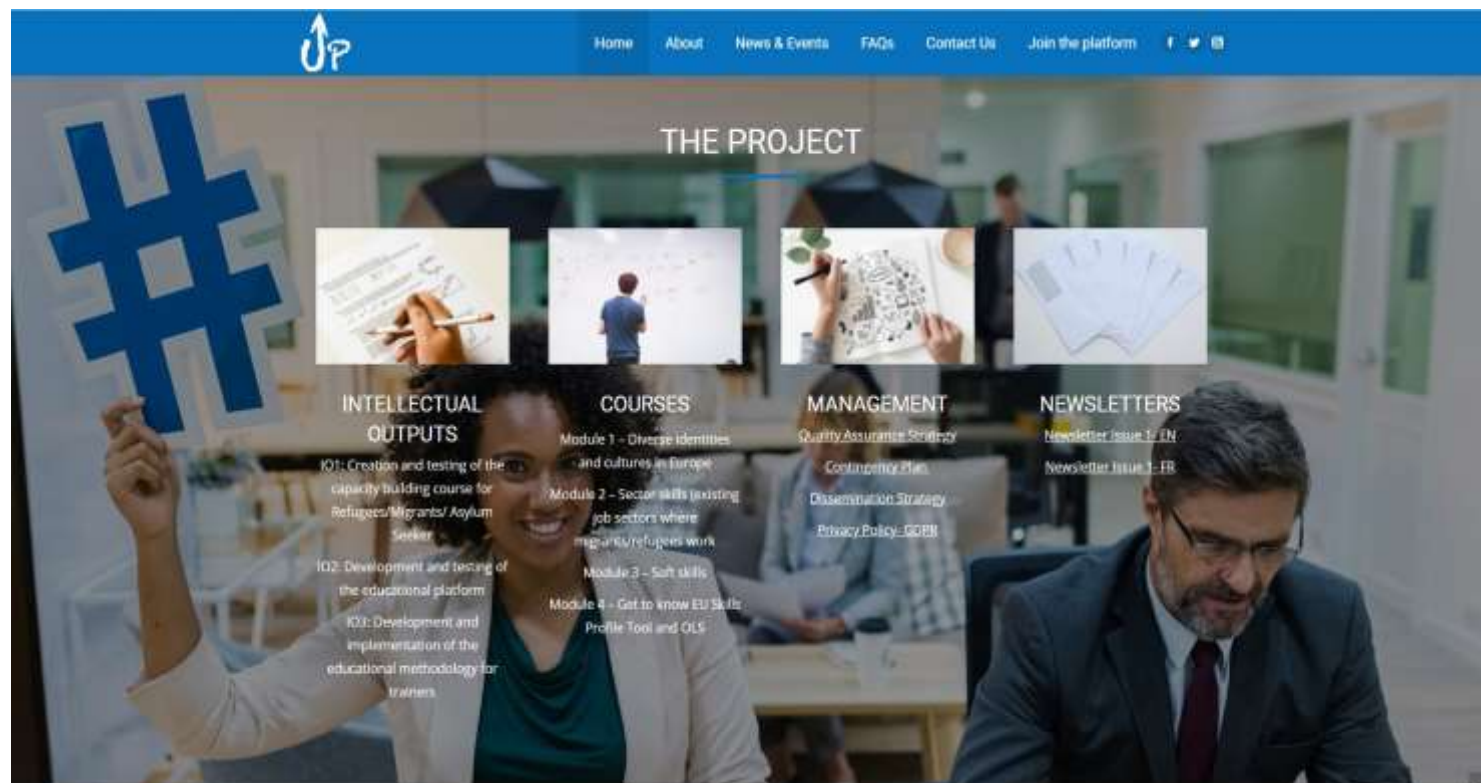 UP
Home About News & Events FAQs Contact Us Join the platform
THE PROJECT
INTELLECTUAL
OUTPUTS
IO1: Creation and testing of the
capacity building course for
Refugees/Migrants/ Asylum
Seeker
IO2: Development and testing of
the educational platform
IO3: Development and
implementation of the
educational methodology for
trainers
COURSES
Module 1 – Diverse identities
and cultures in Europe
Module 2 – Sector skills (existing
job sectors where
migrants/refugees work
Module 3 – Soft skills
Module 4 – Get to know EU Skills
Profile Tool and OLS
MANAGEMENT
Quality Assurance Strategy
Contingency Plan
Dissemination Strategy
Privacy Policy- GDPR
NEWSLETTERS
Newsletter Issue 1- EN
Newsletter Issue 1- FR